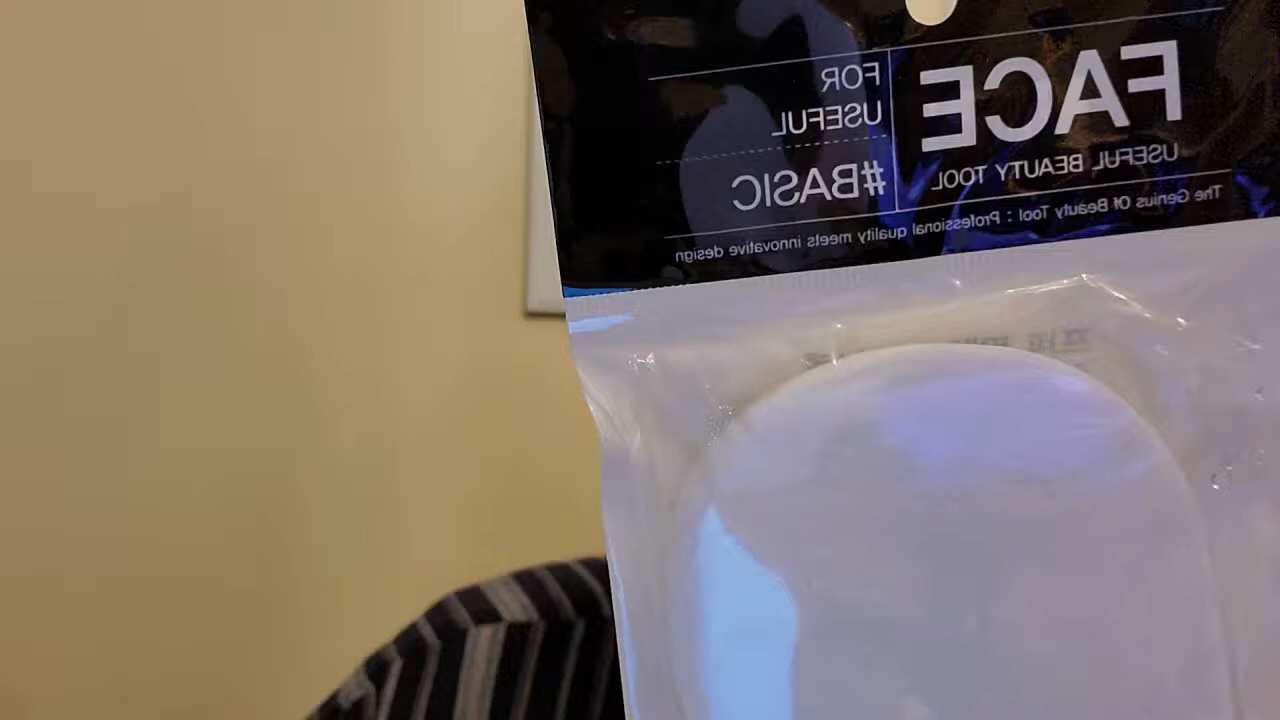 FACE
USEFUL BEAUTY TOOL
FOR
USEFUL
#BASIC
The Genius Of Beauty Tool : Professional quality meets innovative design